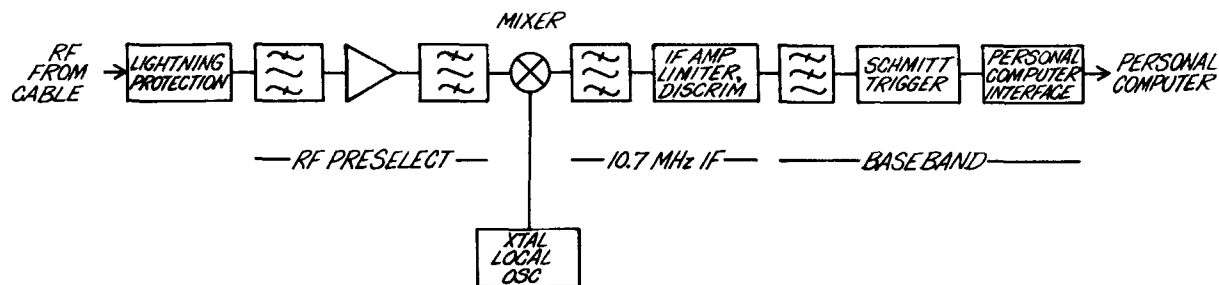 MIXER
RF
FROM
CABLE
LIGHTNING
PROTECTION
IF AMP
LIMITER,
DISCRIM
SCHMITT
TRIGGER
PERSONAL
COMPUTER
INTERFACE
PERSONAL
COMPUTER
RF PRESELECT
10.7 MHz IF
BASEBAND
XTAL
LOCAL
OSC